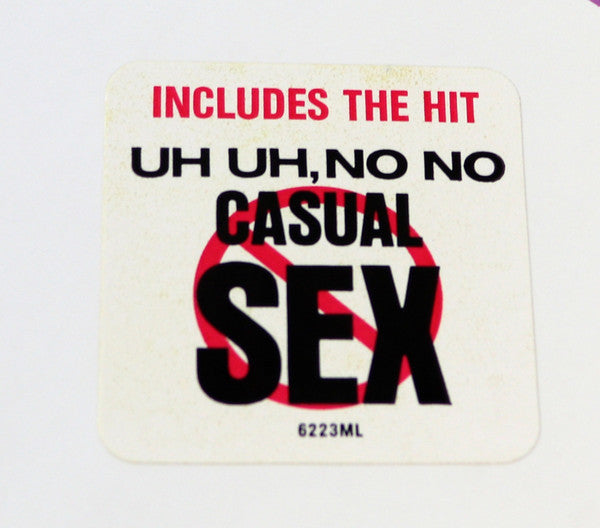 INCLUDES THE HIT
UH UH, NO NO
CASUAL
SEX
6223ML